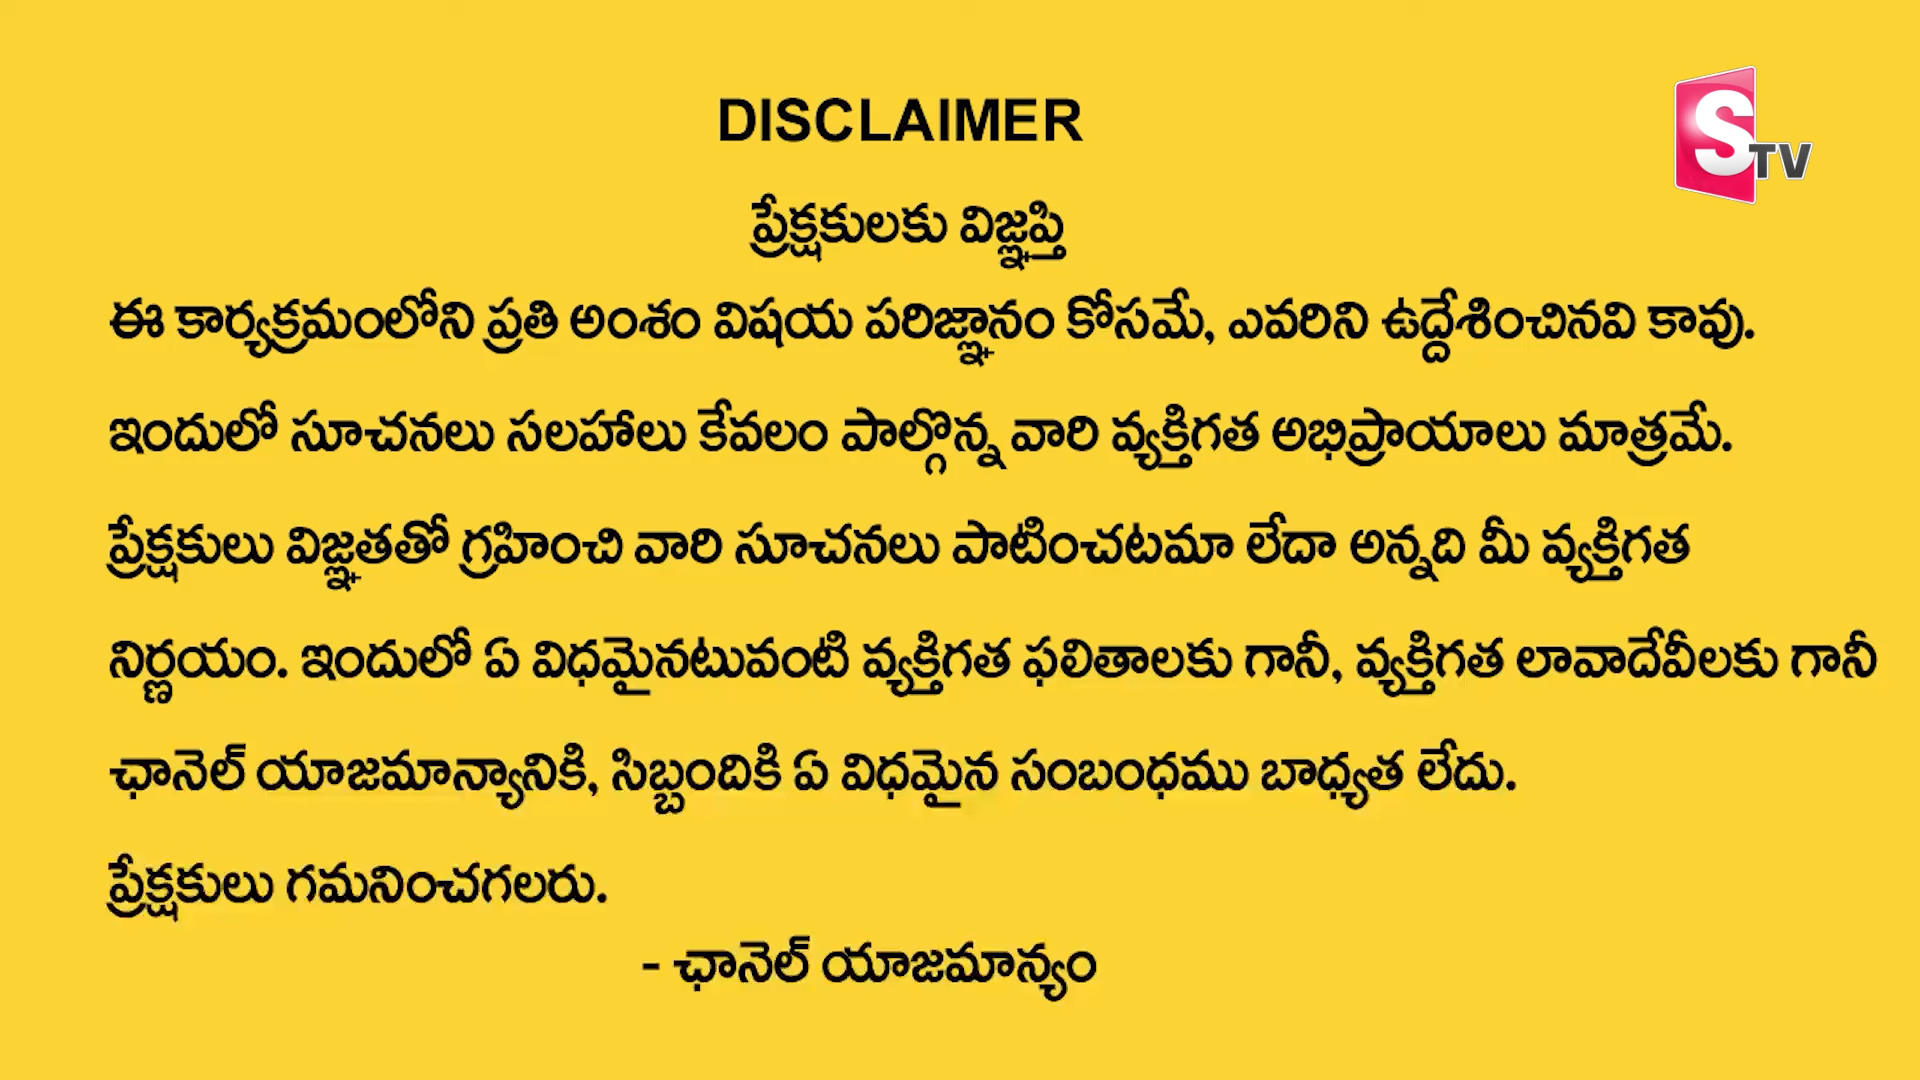 DISCLAIMER
S TV
ప్రేక్షకులకు విజ్ఞప్తి
ఈ కార్యక్రమంలోని ప్రతి అంశం విషయ పరిజ్ఞానం కోసమే, ఎవరిని ఉద్దేశించినవి కావు.
ఇందులో సూచనలు సలహాలు కేవలం పాల్గొన్న వారి వ్యక్తిగత అభిప్రాయాలు మాత్రమే.
ప్రేక్షకులు విజ్ఞతతో గ్రహించి వారి సూచనలు పాటించటమా లేదా అన్నది మీ వ్యక్తిగత
నిర్ణయం. ఇందులో ఏ విధమైనటువంటి వ్యక్తిగత ఫలితాలకు గానీ, వ్యక్తిగత లావాదేవీలకు గానీ
ఛానెల్ యాజమాన్యానికి, సిబ్బందికి ఏ విధమైన సంబంధము బాధ్యత లేదు.
ప్రేక్షకులు గమనించగలరు.
- ఛానెల్ యాజమాన్యం